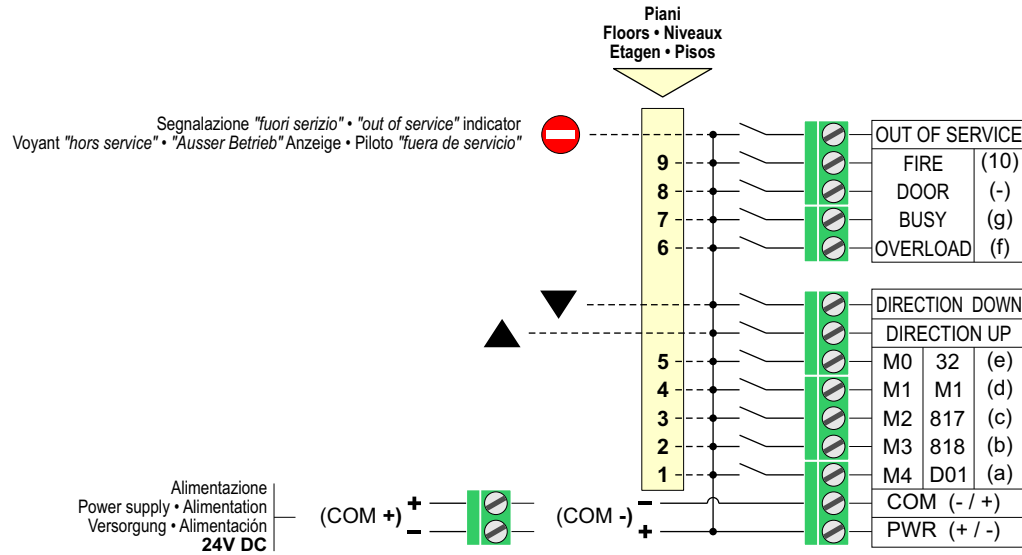 Piani
Floors • Niveaux
Etagen • Pisos
Segnalazione "fuori serizio" • "out of service" indicator
Voyant "hors service" • "Ausser Betrieb" Anzeige • Piloto "fuera de servicio"
OUT OF SERVICE
9 FIRE (10)
8 DOOR (-)
7 BUSY (g)
6 OVERLOAD (f)
DIRECTION DOWN
DIRECTION UP
5 M0 32 (e)
4 M1 M1 (d)
3 M2 817 (c)
2 M3 818 (b)
1 M4 D01 (a)
Alimentazione
Power supply • Alimentation
Versorgung • Alimentación
24V DC
(COM +) + −
(COM -) − +
COM (- / +)
PWR (+ / -)